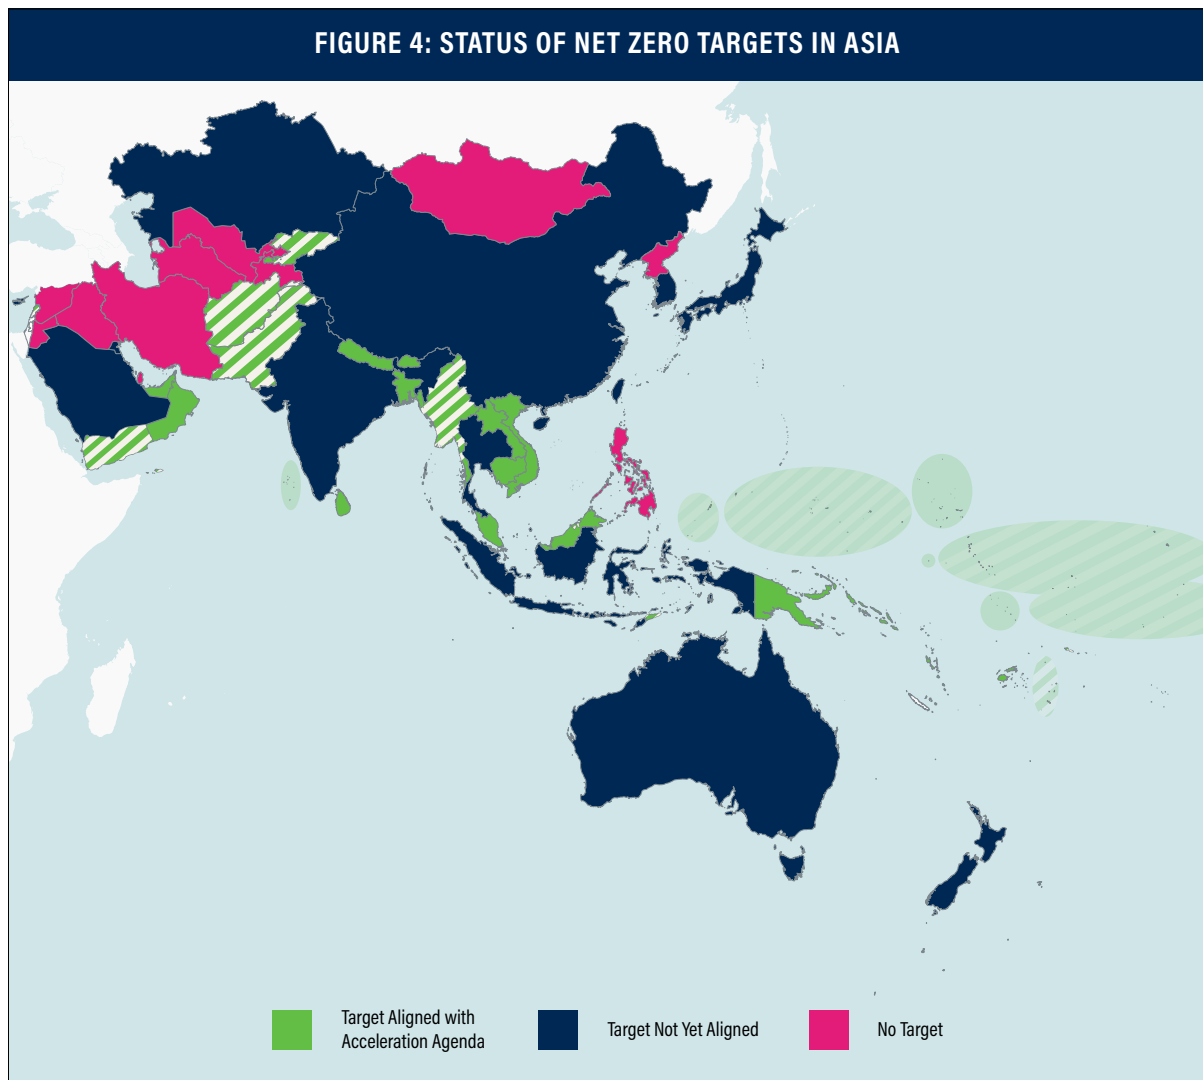 FIGURE 4: STATUS OF NET ZERO TARGETS IN ASIA
Target Aligned with
Acceleration Agenda
Target Not Yet Aligned
No Target